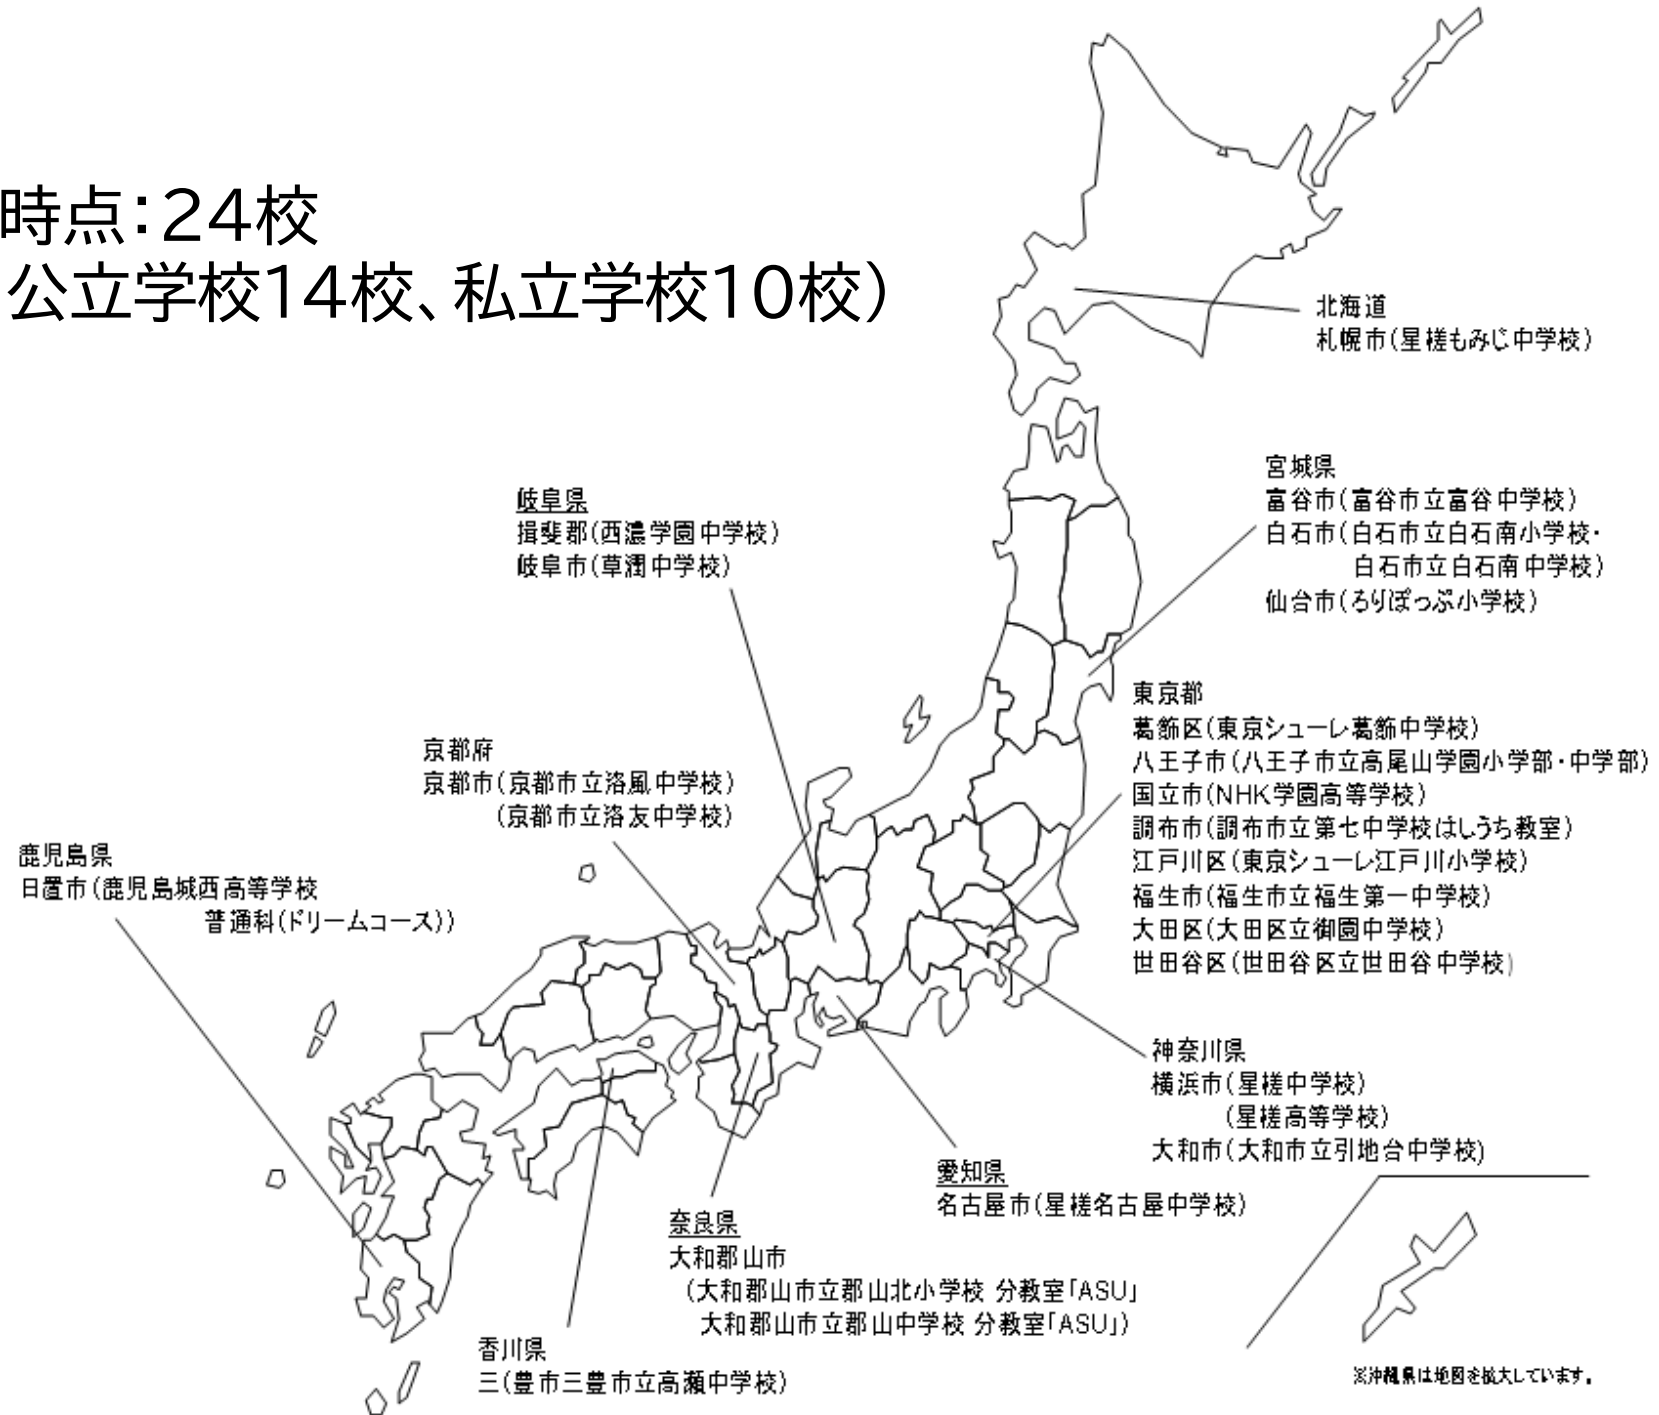 時点：24校
公立学校14校、私立学校10校）
北海道
札幌市(星槎もみじ中学校)
宮城県
富谷市(富谷市立富谷中学校)
白石市(白石市立白石南小学校・
白石市立白石南中学校)
仙台市(ろりぽっぷ小学校)
岐阜県
揖斐郡(西濃学園中学校)
岐阜市(草潤中学校)
東京都
葛飾区(東京シューレ葛飾中学校)
八王子市(八王子市立高尾山学園小学部・中学部)
国立市(NHK学園高等学校)
調布市(調布市立第七中学校はしうち教室)
江戸川区(東京シューレ江戸川小学校)
福生市(福生市立福生第一中学校)
大田区(大田区立御園中学校)
世田谷区(世田谷区立世田谷中学校)
京都府
京都市(京都市立洛風中学校)
(京都市立洛友中学校)
鹿児島県
日置市(鹿児島城西高等学校
普通科(ドリームコース))
神奈川県
横浜市(星槎中学校)
(星槎高等学校)
大和市(大和市立引地台中学校)
愛知県
名古屋市(星槎名古屋中学校)
奈良県
大和郡山市
(大和郡山市立郡山北小学校 分教室「ASU」
大和郡山市立郡山中学校 分教室「ASU」)
香川県
三(豊市三豊市立高瀬中学校)
※沖縄県は地図を拡大しています。